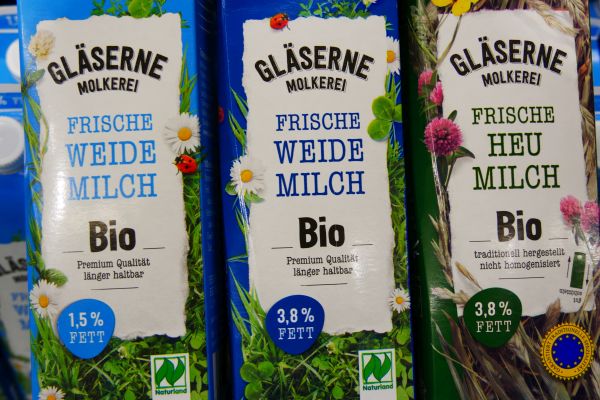 GLÄSERNE
MOLKEREI
FRISCHE
WEIDE
MILCH
Bio
Premium Qualität
länger haltbar
1,5 %
FETT
Naturland
GLÄSERNE
MOLKEREI
FRISCHE
WEIDE
MILCH
Bio
Premium Qualität
länger haltbar
3,8 %
FETT
Naturland
GLÄSERNE
MOLKEREI
FRISCHE
HEU
MILCH
Bio
traditionell hergestellt
nicht homogenisiert
3,8 %
FETT